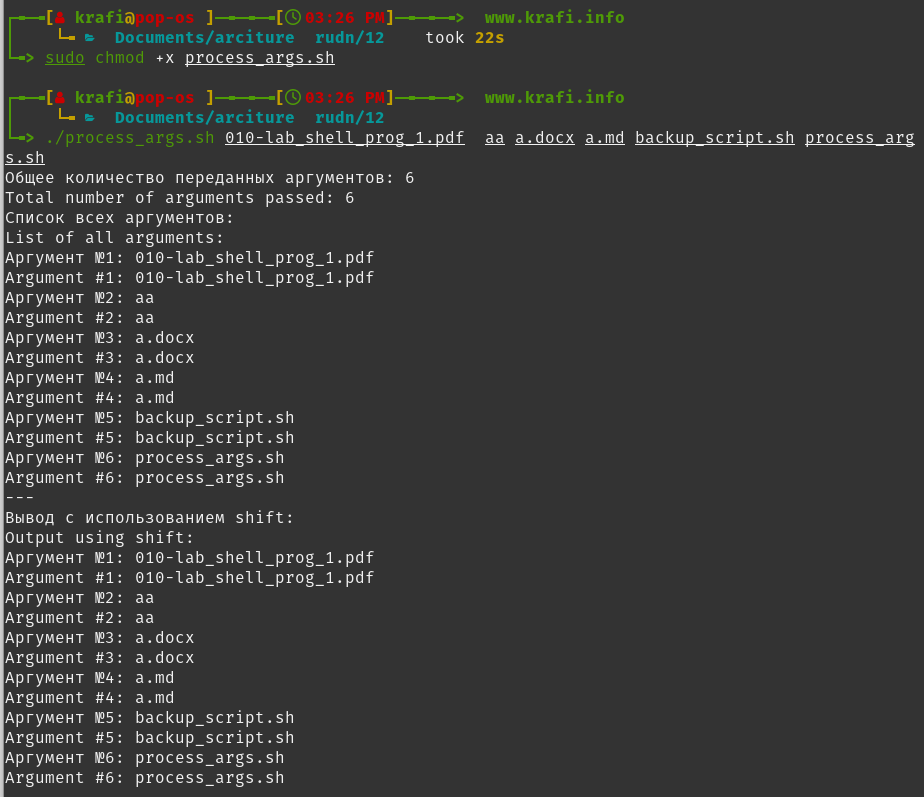 [ krafi@pop-os ]─[03:26 PM]─> www.krafi.info
Documents/arciture rudn/12 took 22s
sudo chmod +x process_args.sh
[ krafi@pop-os ]─[03:26 PM]─> www.krafi.info
Documents/arciture rudn/12
./process_args.sh 010-lab_shell_prog_1.pdf aa a.docx a.md backup_script.sh process_arg
s.sh
Общее количество переданных аргументов: 6
Total number of arguments passed: 6
Список всех аргументов:
List of all arguments:
Аргумент №1: 010-lab_shell_prog_1.pdf
Argument #1: 010-lab_shell_prog_1.pdf
Аргумент №2: aa
Argument #2: aa
Аргумент №3: a.docx
Argument #3: a.docx
Аргумент №4: a.md
Argument #4: a.md
Аргумент №5: backup_script.sh
Argument #5: backup_script.sh
Аргумент №6: process_args.sh
Argument #6: process_args.sh
---
Вывод с использованием shift:
Output using shift:
Аргумент №1: 010-lab_shell_prog_1.pdf
Argument #1: 010-lab_shell_prog_1.pdf
Аргумент №2: aa
Argument #2: aa
Аргумент №3: a.docx
Argument #3: a.docx
Аргумент №4: a.md
Argument #4: a.md
Аргумент №5: backup_script.sh
Argument #5: backup_script.sh
Аргумент №6: process_args.sh
Argument #6: process_args.sh